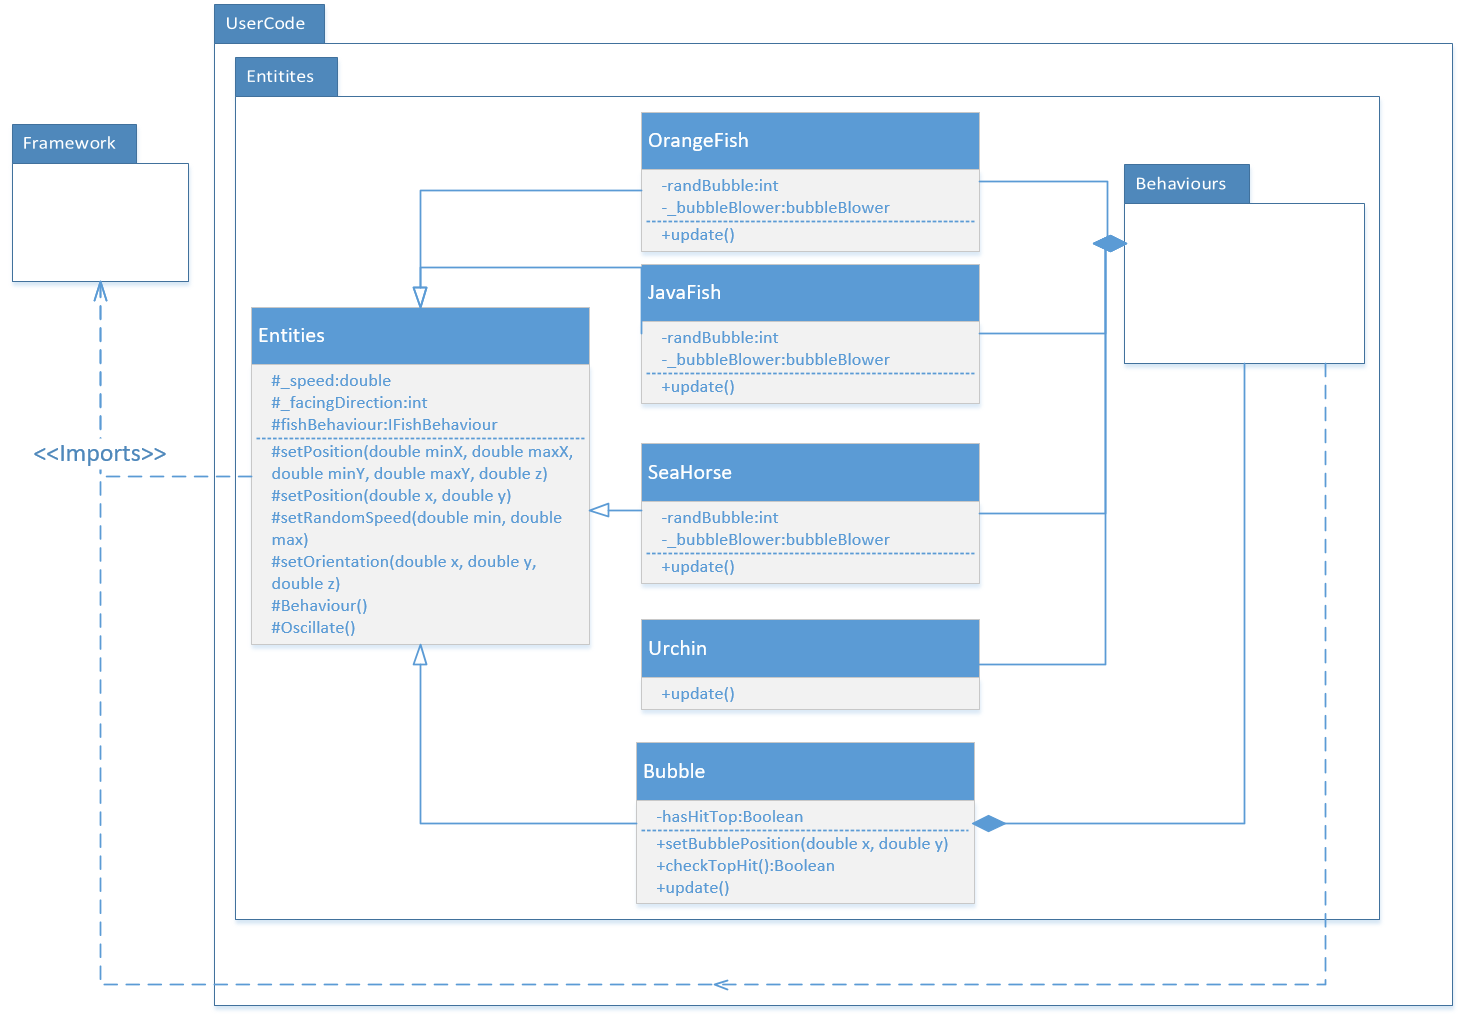 UserCode
Entitites
Framework
<<Imports>>
Entities
#_speed:double
#_facingDirection:int
#fishBehaviour:IFishBehaviour
#setPosition(double minX, double maxX,
double minY, double maxY, double z)
#setPosition(double x, double y)
#setRandomSpeed(double min, double
max)
#setOrientation(double x, double y,
double z)
#Behaviour()
#Oscillate()
OrangeFish
-randBubble:int
-_bubbleBlower:bubbleBlower
+update()
JavaFish
-randBubble:int
-_bubbleBlower:bubbleBlower
+update()
SeaHorse
-randBubble:int
-_bubbleBlower:bubbleBlower
+update()
Urchin
+update()
Bubble
-hasHitTop:Boolean
+setBubblePosition(double x, double y)
+checkTopHit():Boolean
+update()
Behaviours